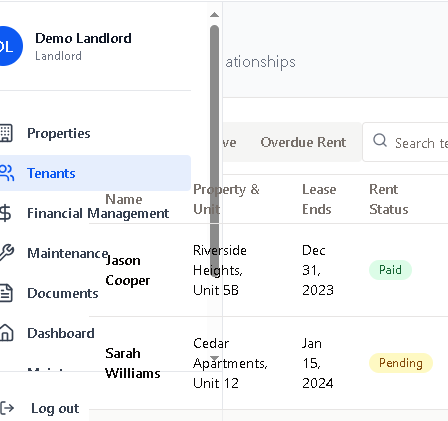 DL
Demo Landlord
Landlord
ationships
Properties
Tenants
Financial Management
Maintenance
Documents
Dashboard
Log out
ve
Overdue Rent
Search te
Name
Property &
Unit
Lease
Ends
Rent
Status
Jason
Cooper
Riverside
Heights,
Unit 5B
Dec
31,
2023
Paid
Sarah
Williams
Cedar
Apartments,
Unit 12
Jan
15,
2024
Pending